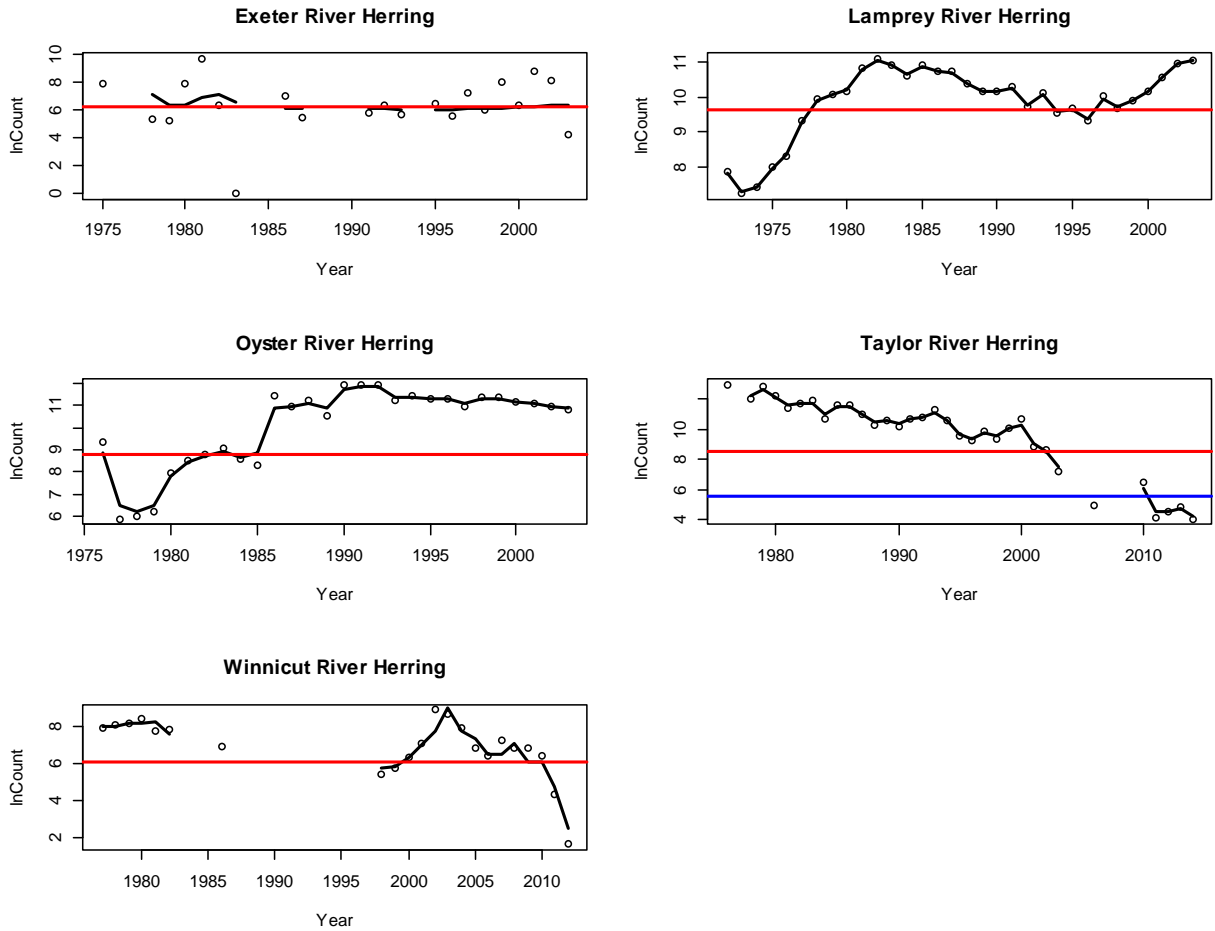 Exeter River Herring
lnCount
0 2 4 6 8 10
1975 1980 1985 1990 1995 2000
Year
Lamprey River Herring
lnCount
8 9 10 11
1975 1980 1985 1990 1995 2000
Year
Oyster River Herring
lnCount
6 7 8 9 11
1975 1980 1985 1990 1995 2000
Year
Taylor River Herring
lnCount
4 6 8 10
1980 1990 2000 2010
Year
Winnicut River Herring
lnCount
2 4 6 8
1980 1985 1990 1995 2000 2005 2010
Year